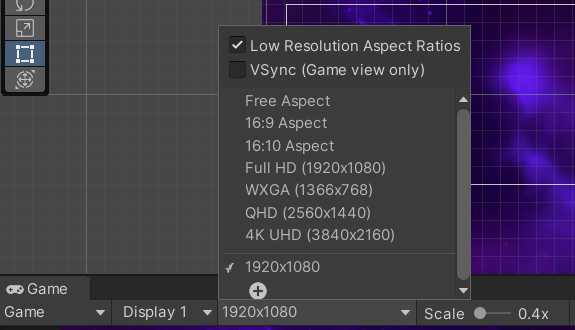 Low Resolution Aspect Ratios
VSync (Game view only)
Free Aspect
16:9 Aspect
16:10 Aspect
Full HD (1920x1080)
WXGA (1366x768)
QHD (2560x1440)
4K UHD (3840x2160)
1920x1080
Game
Game Display 1 1920x1080 Scale 0.4x